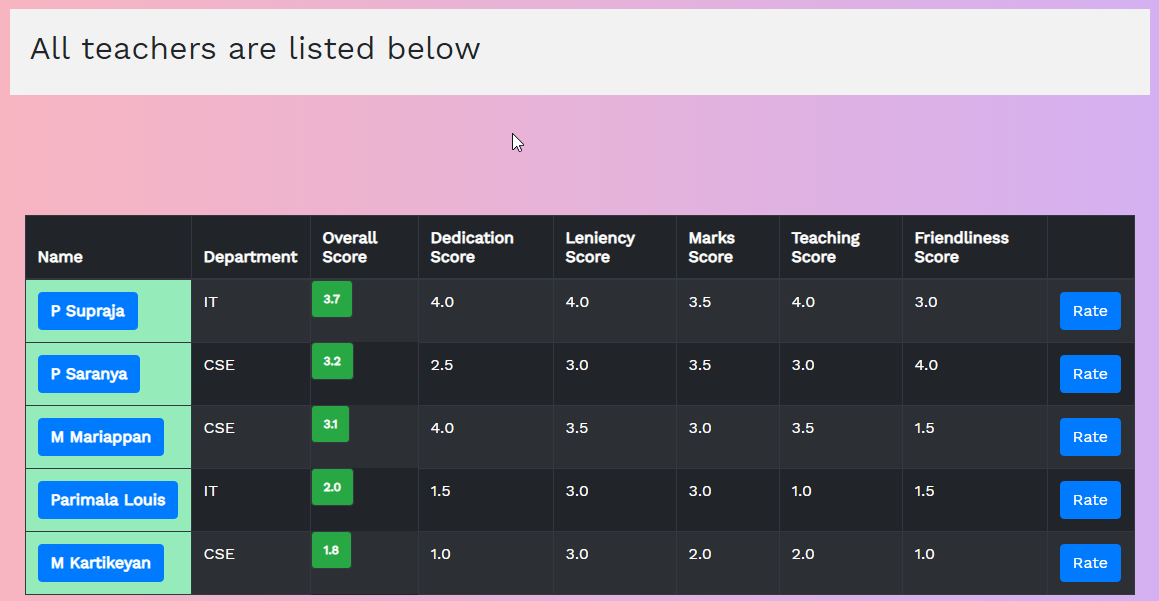 All teachers are listed below
Name Department Overall Score Dedication Score Leniency Score Marks Score Teaching Score Friendliness Score
P Supraja IT 3.7 4.0 4.0 3.5 4.0 3.0 Rate
P Saranya CSE 3.2 2.5 3.0 3.5 3.0 4.0 Rate
M Mariappan CSE 3.1 4.0 3.5 3.0 3.5 1.5 Rate
Parimala Louis IT 2.0 1.5 3.0 3.0 1.0 1.5 Rate
M Kartikeyan CSE 1.8 1.0 3.0 2.0 2.0 1.0 Rate